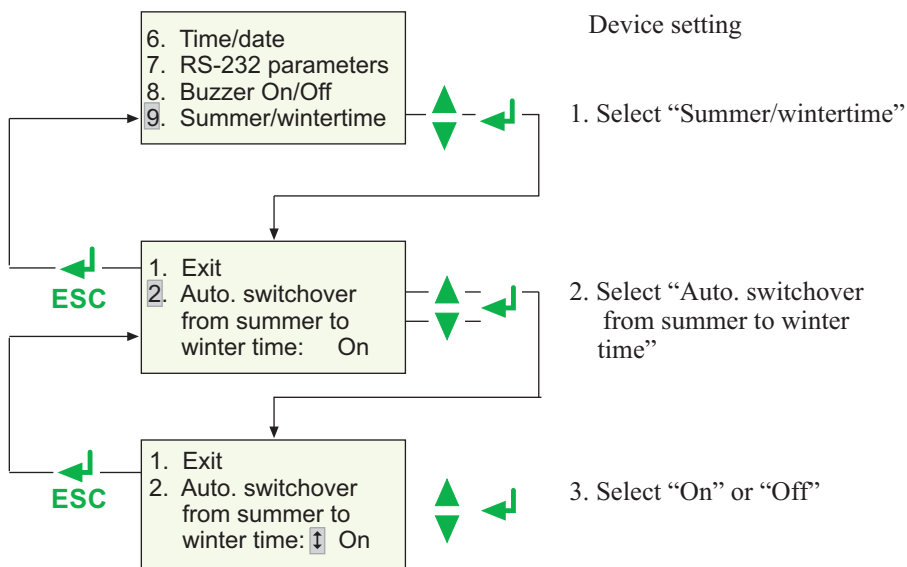 Device setting
6. Time/date
7. RS-232 parameters
8. Buzzer On/Off
9. Summer/wintertime
1. Select “Summer/wintertime”
ESC
1. Exit
2. Auto. switchover
from summer to
winter time: On
2. Select “Auto. switchover
from summer to winter
time”
ESC
1. Exit
2. Auto. switchover
from summer to
winter time: ↕ On
3. Select “On” or “Off”